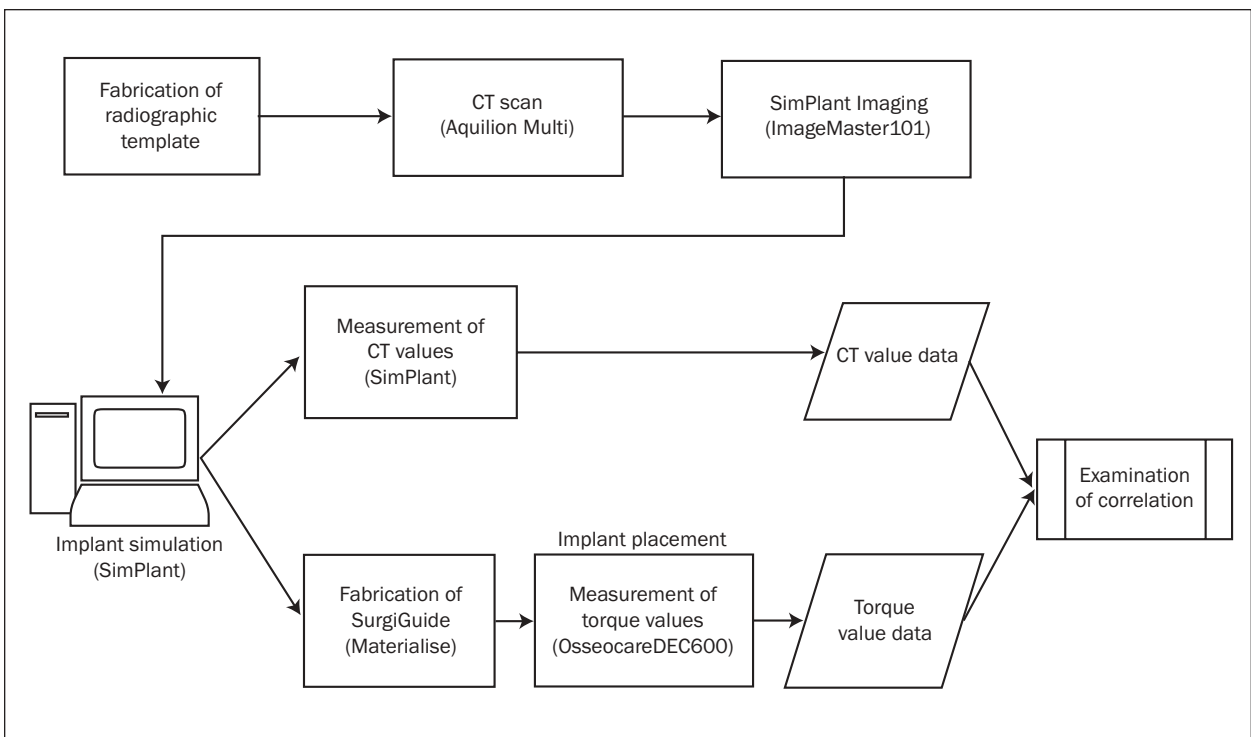 Fabrication of
radiographic
template
CT scan
(Aquilion Multi)
SimPlant Imaging
(ImageMaster101)
Measurement of
CT values
(SimPlant)
CT value data
Examination
of correlation
Implant simulation
(SimPlant)
Fabrication of
SurgiGuide
(Materialise)
Implant placement
Measurement of
torque values
(OsseocareDEC600)
Torque
value data